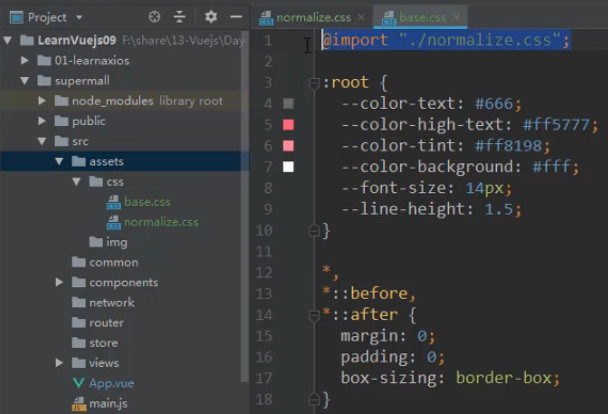 Project
LearnVuejs09 F:\share\13-Vuejs\Day
01-learnaxios
supermall
node_modules library root
public
src
assets
css
base.css
normalize.css
img
common
components
network
router
store
views
App.vue
main.js
normalize.css
base.css
1 @import "./normalize.css";
2
3 :root {
4 --color-text: #666;
5 --color-high-text: #ff5777;
6 --color-tint: #ff8198;
7 --color-background: #fff;
8 --font-size: 14px;
9 --line-height: 1.5;
10 }
11
12 *,
13 *::before,
14 *::after {
15 margin: 0;
16 padding: 0;
17 box-sizing: border-box;
18 }